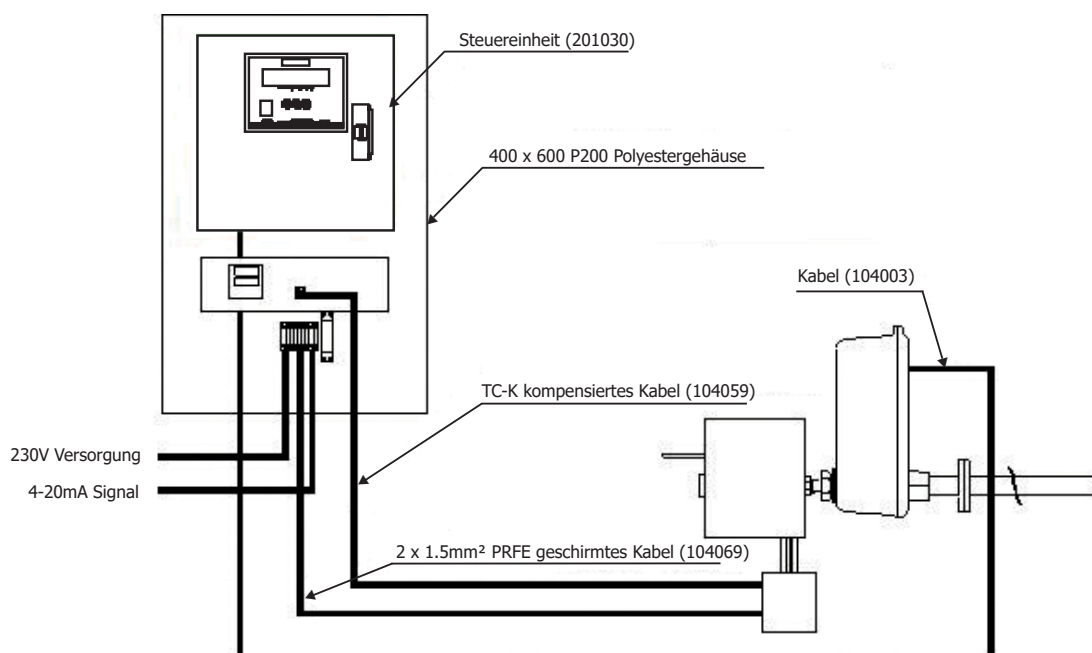 Steuereinheit (201030)
400 x 600 P200 Polyestergehäuse
Kabel (104003)
TC-K kompensiertes Kabel (104059)
230V Versorgung
4-20mA Signal
2 x 1.5mm² PRFE geschirmtes Kabel (104069)